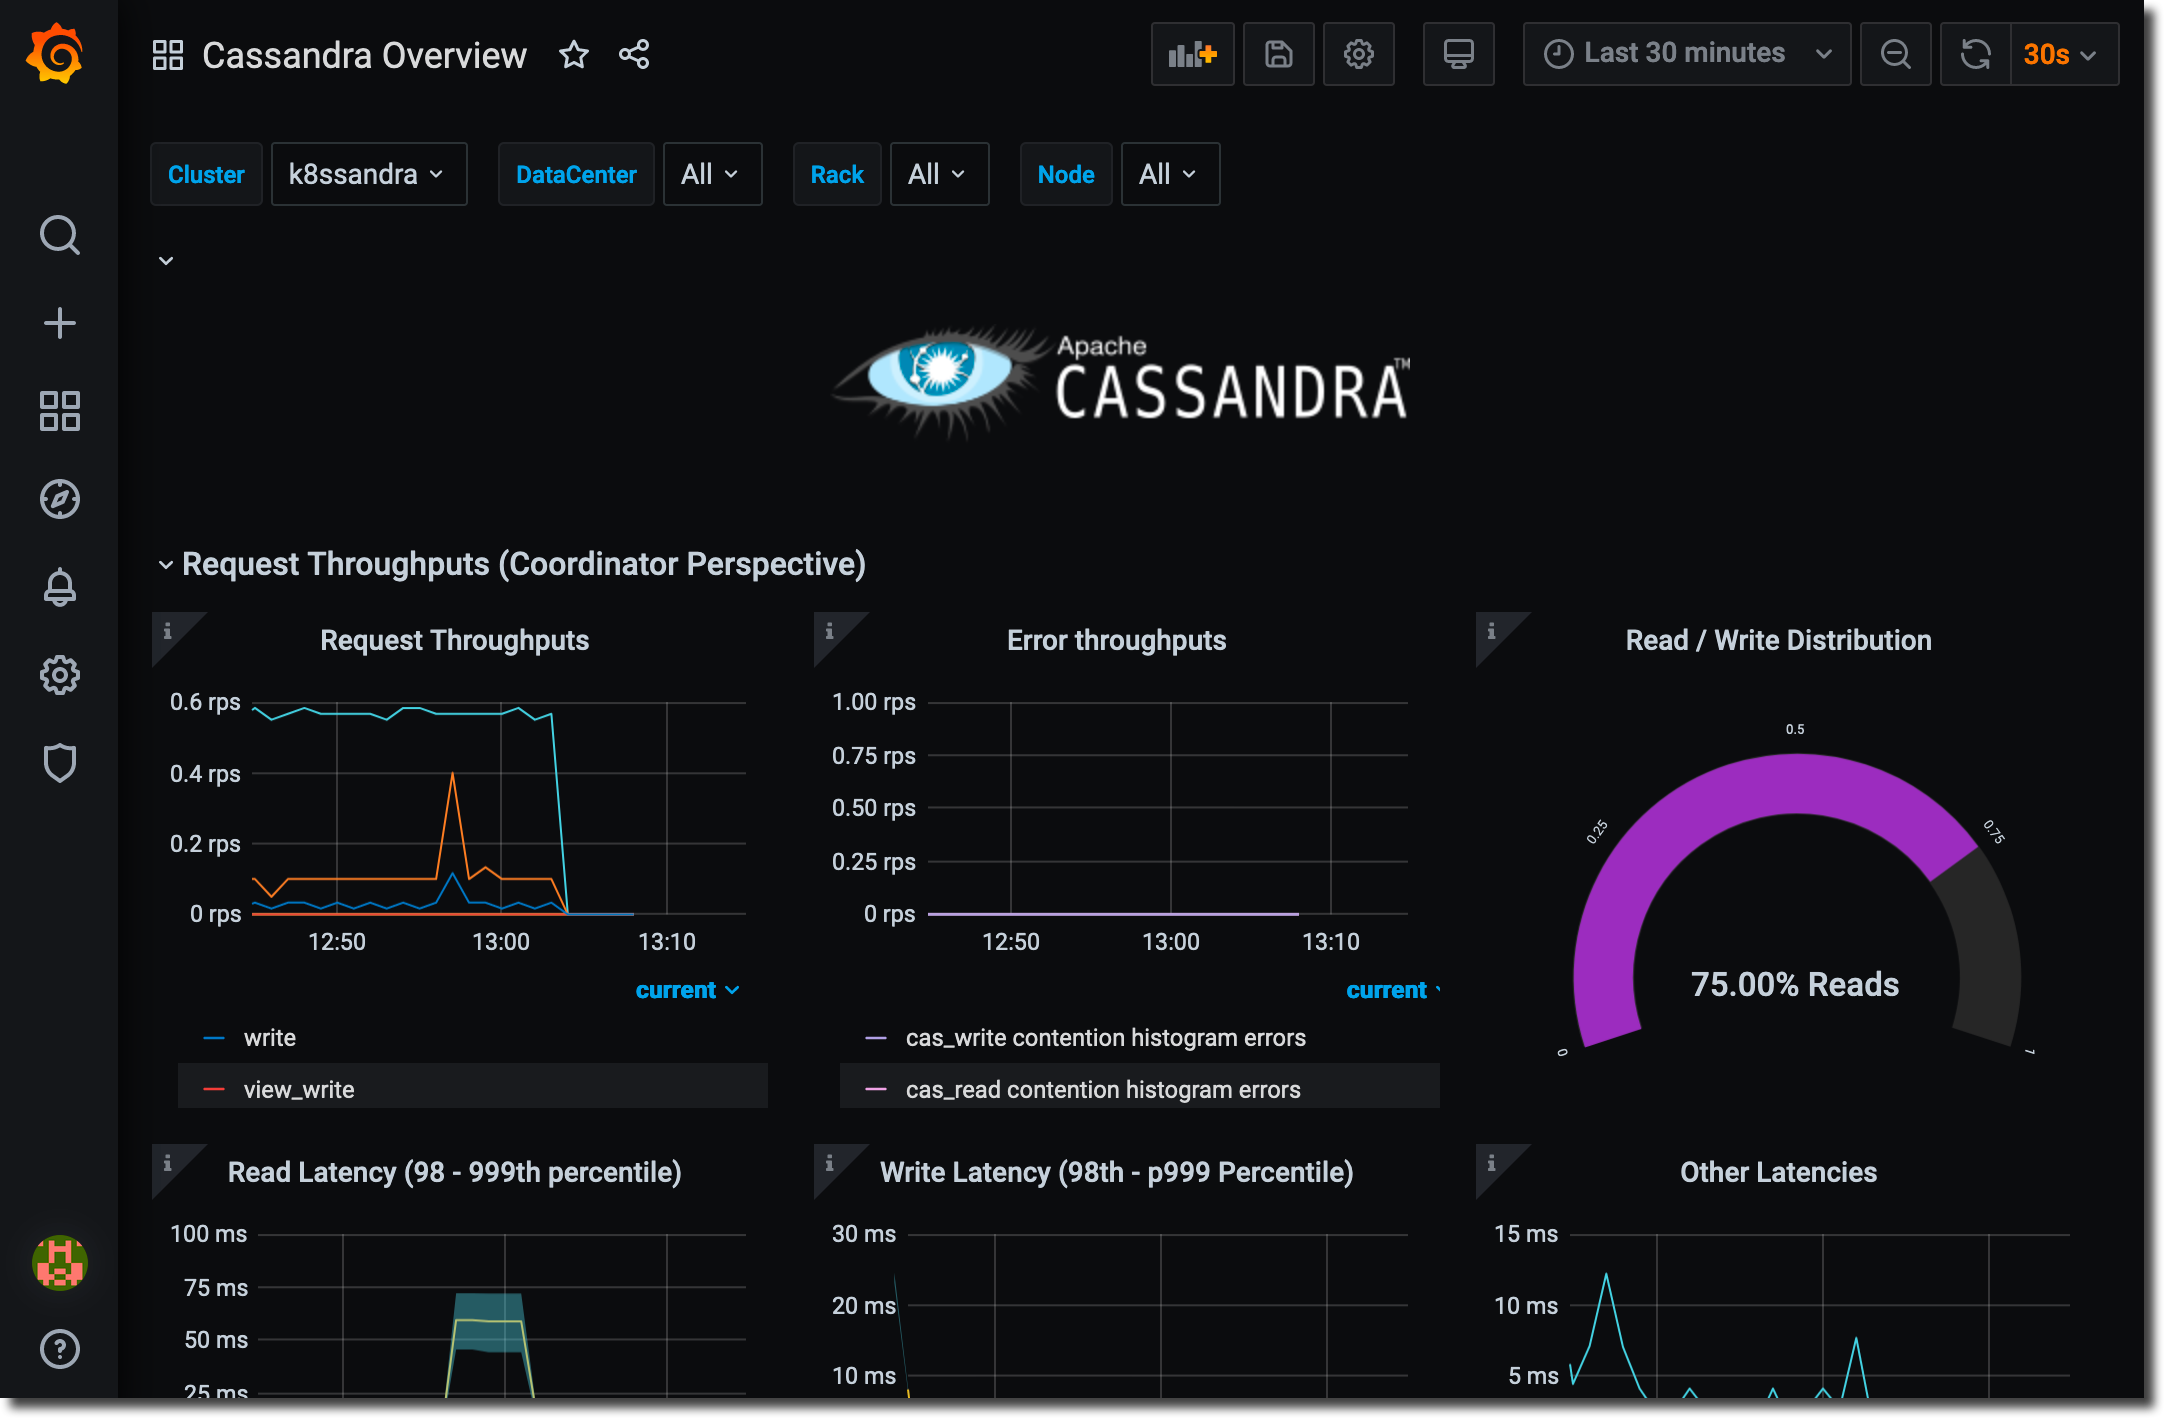 Cassandra Overview
Last 30 minutes
30s
Cluster k8ssandra DataCenter All Rack All Node All
Apache
CASSANDRA™
Request Throughputs (Coordinator Perspective)
Request Throughputs
0.6 rps
0.4 rps
0.2 rps
0 rps
12:50 13:00 13:10
current
write
view_write
Error throughputs
1.00 rps
0.75 rps
0.50 rps
0.25 rps
0 rps
12:50 13:00 13:10
current
cas_write contention histogram errors
cas_read contention histogram errors
Read / Write Distribution
0.5
0.25
0.75
75.00% Reads
0
1
Read Latency (98 - 999th percentile)
100 ms
75 ms
50 ms
25 ms
Write Latency (98th - p999 Percentile)
30 ms
20 ms
10 ms
Other Latencies
15 ms
10 ms
5 ms